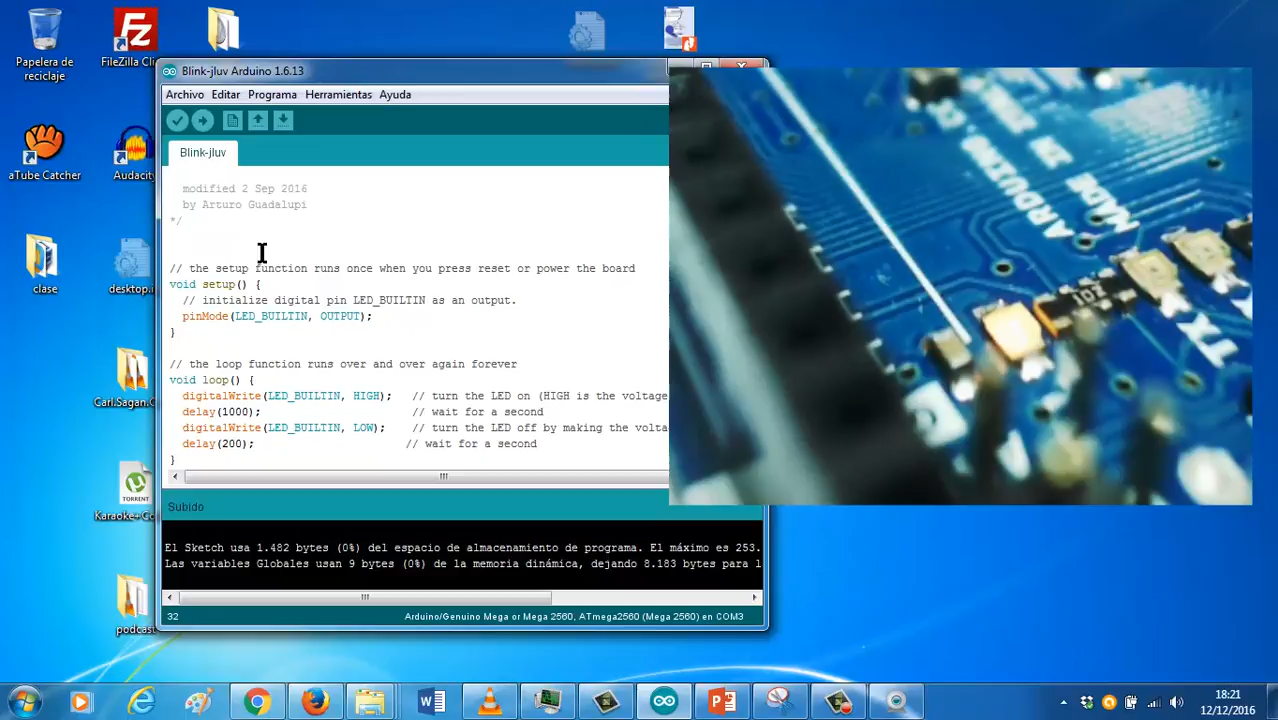 Papelera de
reciclaje
FileZilla Cli
aTube Catcher
Audacity
clase
desktop.i
Carl.Sagan.C
TORRENT
Karaoke+Co
podcast
Blink-jluv Arduino 1.6.13
Archivo Editar Programa Herramientas Ayuda
Blink-jluv
modified 2 Sep 2016
by Arturo Guadalupi
*/
// the setup function runs once when you press reset or power the board
void setup() {
// initialize digital pin LED_BUILTIN as an output.
pinMode(LED_BUILTIN, OUTPUT);
}
// the loop function runs over and over again forever
void loop() {
digitalWrite(LED_BUILTIN, HIGH); // turn the LED on (HIGH is the voltage
delay(1000); // wait for a second
digitalWrite(LED_BUILTIN, LOW); // turn the LED off by making the volta
delay(200); // wait for a second
}
Subido
El Sketch usa 1.482 bytes (0%) del espacio de almacenamiento de programa. El máximo es 253.
Las variables Globales usan 9 bytes (0%) de la memoria dinámica, dejando 8.183 bytes para l
32 Arduino/Genuino Mega or Mega 2560, ATmega2560 (Mega 2560) en COM3
ARDUIN
MADE
TX
18:21
12/12/2016